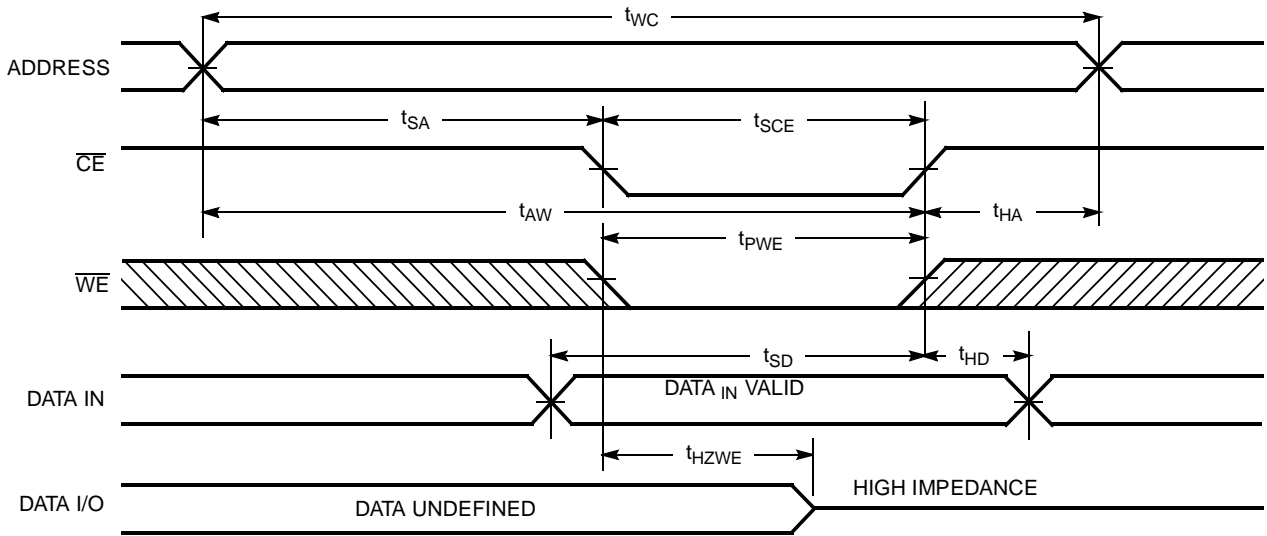 tWC
ADDRESS
tSA
tSCE
CE
tAW
tHA
tPWE
WE
tSD
tHD
DATA IN
DATA IN VALID
tHZWE
DATA I/O
DATA UNDEFINED
HIGH IMPEDANCE